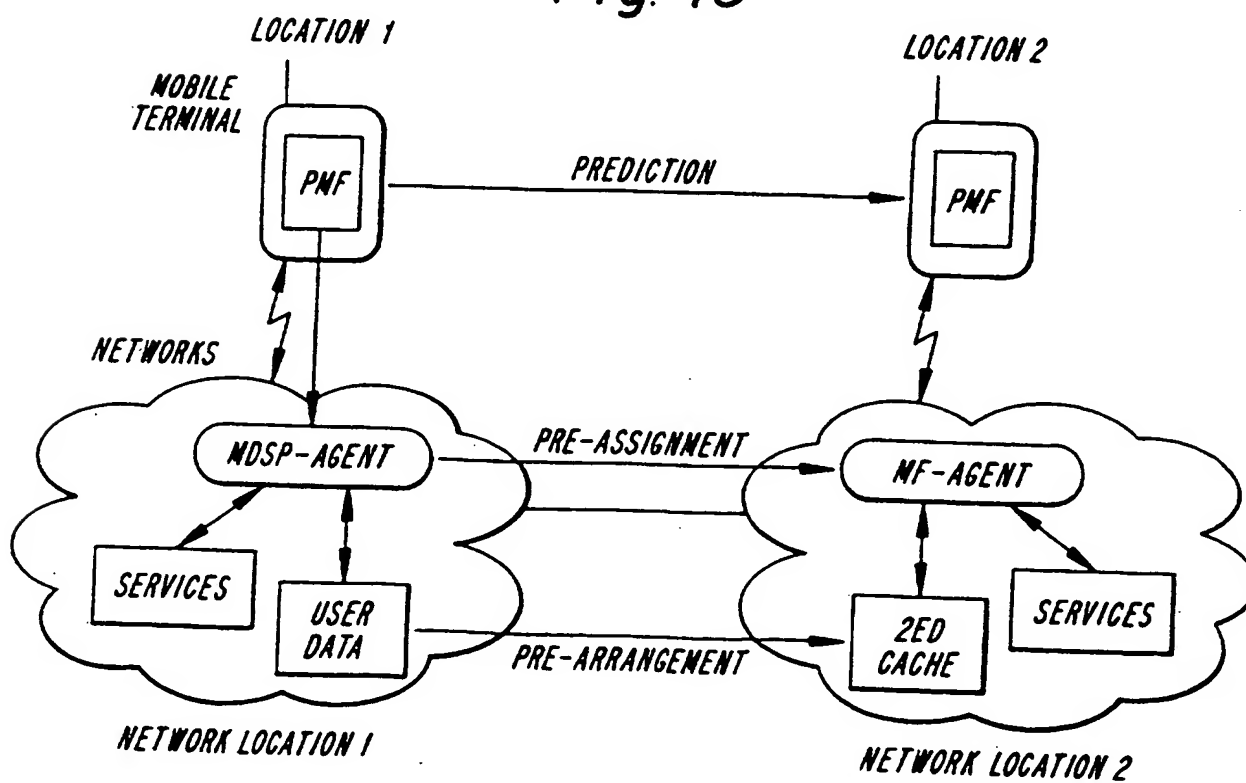 LOCATION 1
LOCATION 2
MOBILE
TERMINAL
PMF
PREDICTION
PMF
NETWORKS
MDSP-AGENT
PRE-ASSIGNMENT
MF-AGENT
SERVICES
USER
DATA
PRE-ARRANGEMENT
2ED
CACHE
SERVICES
NETWORK LOCATION 1
NETWORK LOCATION 2